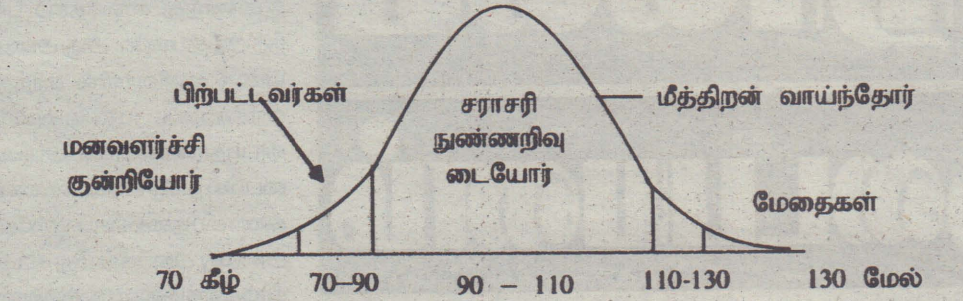 பிற்பட்டவர்கள்
சராசரி
நுண்ணறிவு
டையோர்
மீத்திறன் வாய்ந்தோர்
மனவளர்ச்சி
குன்றியோர்
மேதைகள்
70 கீழ்
70–90
90 – 110
110-130
130 மேல்